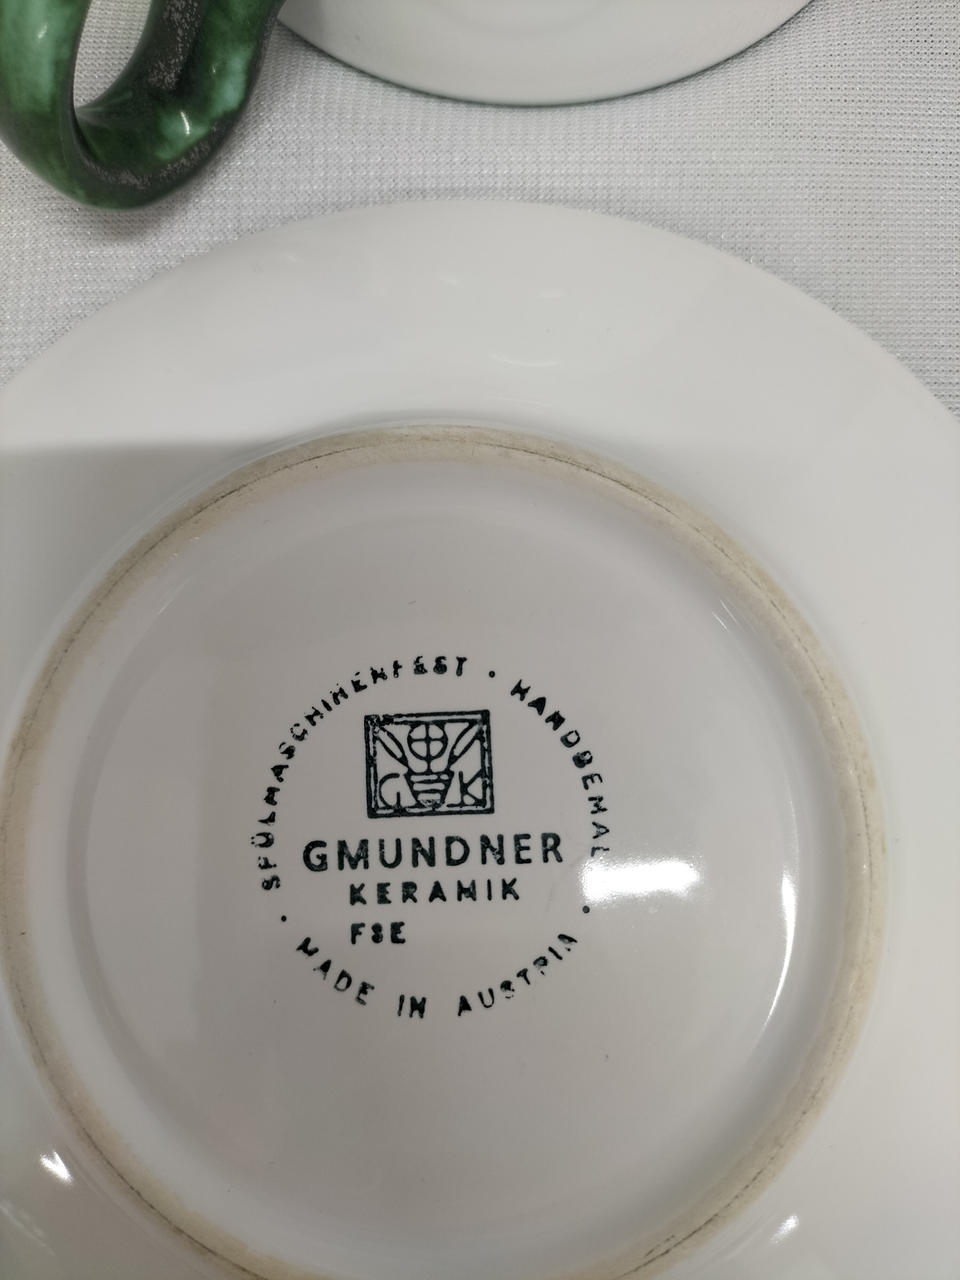 SPÜLMASCHINENFEST · HANDBEMALT ·
GK
GMUNDNER
KERAMIK
FSE
· MADE IN AUSTRIA